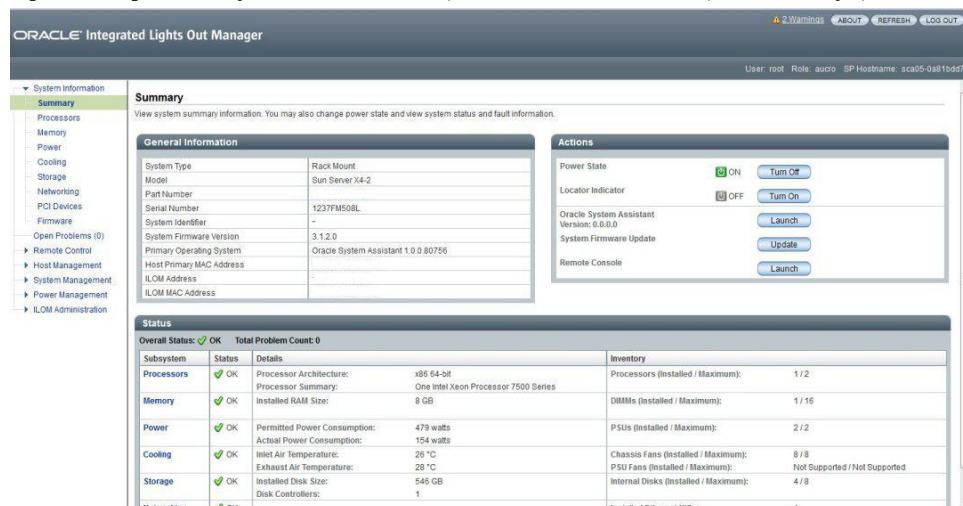 2 Warnings ABOUT REFRESH LOG OUT
ORACLE Integrated Lights Out Manager
User: root Role: aucro SP Hostname: sca05-0a81bdd7
System Information
Summary
Processors
Memory
Power
Cooling
Storage
Networking
PCI Devices
Firmware
Open Problems (0)
Remote Control
Host Management
System Management
Power Management
ILOM Administration
Summary
View system summary information. You may also change power state and view system status and fault information.
General Information
System Type Rack Mount
Model Sun Server X4-2
Part Number
Serial Number 1237FM508L
System Identifier -
System Firmware Version 3.1.2.0
Primary Operating System Oracle System Assistant 1.0.0.80756
Host Primary MAC Address
ILOM Address
ILOM MAC Address
Actions
Power State ON Turn Off
Locator Indicator OFF Turn On
Oracle System Assistant
Version: 0.0.0.0 Launch
System Firmware Update Update
Remote Console Launch
Status
Overall Status: OK Total Problem Count: 0
Subsystem Status Details Inventory
Processors OK Processor Architecture: x86 64-bit Processors (Installed / Maximum): 1 / 2
Processor Summary: One Intel Xeon Processor 7500 Series
Memory OK Installed RAM Size: 8 GB DIMMs (Installed / Maximum): 1 / 16
Power OK Permitted Power Consumption: 479 watts PSUs (Installed / Maximum): 2 / 2
Actual Power Consumption: 154 watts
Cooling OK Inlet Air Temperature: 26 °C Chassis Fans (Installed / Maximum): 8 / 8
Exhaust Air Temperature: 28 °C PSU Fans (Installed / Maximum): Not Supported / Not Supported
Storage OK Installed Disk Size: 546 GB Internal Disks (Installed / Maximum): 4 / 8
Disk Controllers: 1